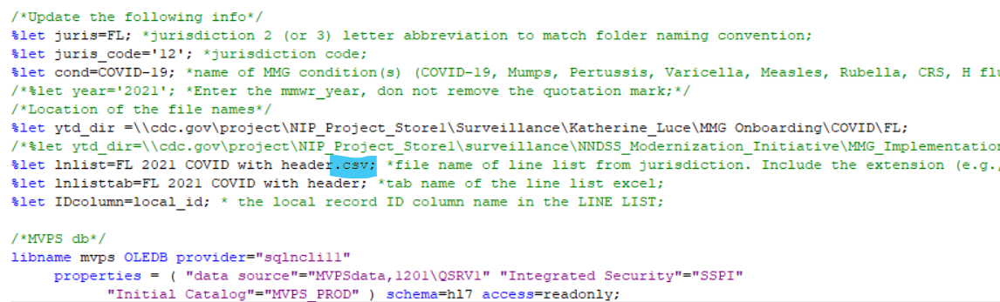 /*Update the following info*/
%let juris=FL; *jurisdiction 2 (or 3) letter abbreviation to match folder naming convention;
%let juris_code='12'; *jurisdiction code;
%let cond=COVID-19; *name of MMG condition(s) (COVID-19, Mumps, Pertussis, Varicella, Measles, Rubella, CRS, H flu
/*%let year='2021'; *Enter the mmwr_year, don not remove the quotation mark;*/
/*Location of the file names*/
%let ytd_dir =\\cdc.gov\project\NIP_Project_Store1\Surveillance\Katherine_Luce\MMG Onboarding\COVID\FL;
/*%let ytd_dir=\\cdc.gov\project\NIP_Project_Store1\surveillance\NNDSS_Modernization_Initiative\MMG_Implementation
%let lnlist=FL 2021 COVID with header.csv; *file name of line list from jurisdiction. Include the extension (e.g.,
%let lnlisttab=FL 2021 COVID with header; *tab name of the line list excel;
%let IDcolumn=local_id; * the local record ID column name in the LINE LIST;
/*MVPS db*/
libname mvps OLEDB provider="sqlncli11"
properties = ( "data source"="MVPSdata,1201\QSRV1" "Integrated Security"="SSPI"
"Initial Catalog"="MVPS_PROD" ) schema=hl7 access=readonly;